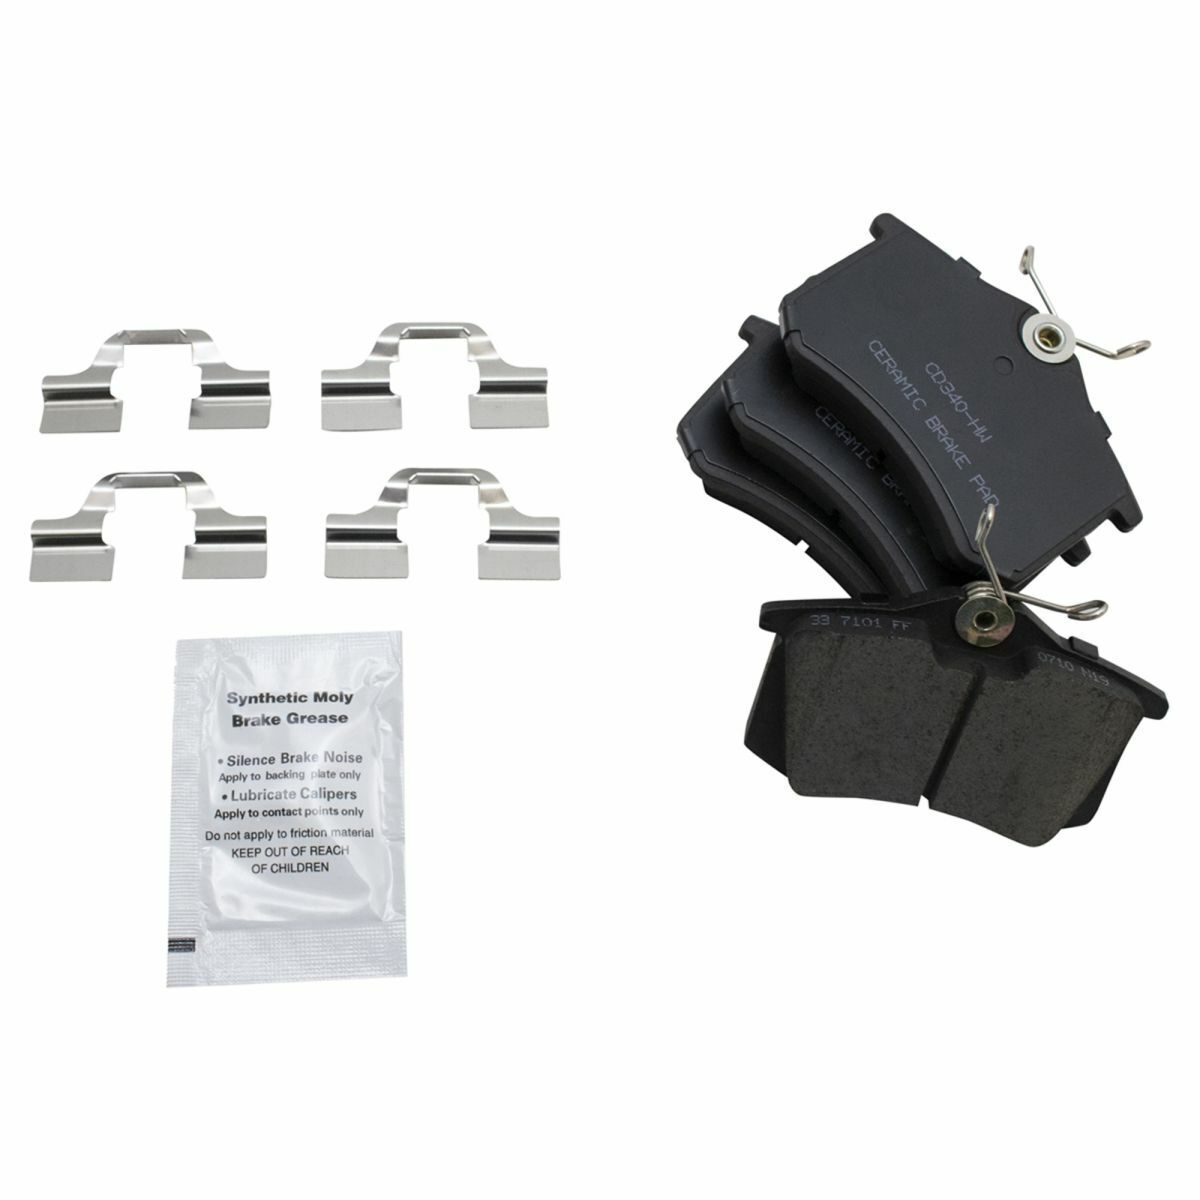 CD340-HW
CERAMIC BRAKE PAD
CERAMIC BR
33 7101 FF
0710 N19
Synthetic Moly
Brake Grease
• Silence Brake Noise
Apply to backing plate only
• Lubricate Calipers
Apply to contact points only
Do not apply to friction material
KEEP OUT OF REACH
OF CHILDREN